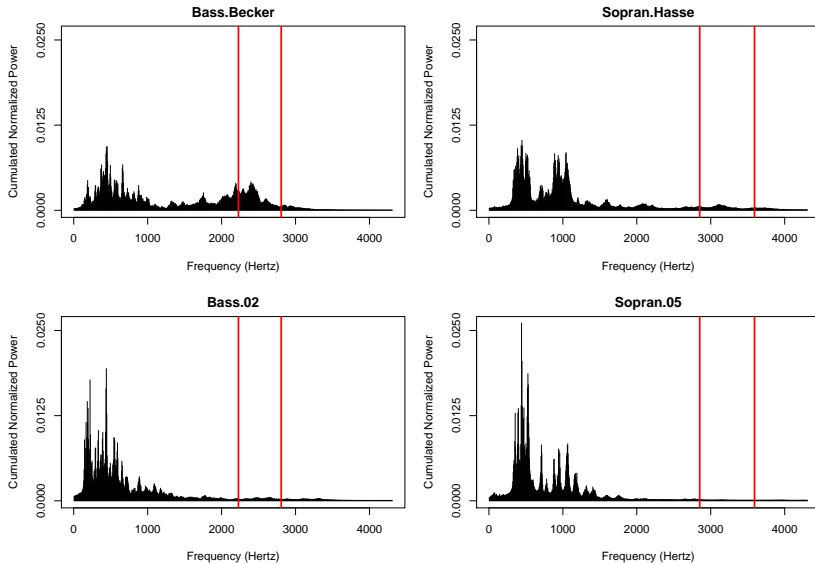 Bass.Becker
Cumulated Normalized Power
0.0250
0.0125
0.0000
0 1000 2000 3000 4000
Frequency (Hertz)
Sopran.Hasse
Cumulated Normalized Power
0.0250
0.0125
0.0000
0 1000 2000 3000 4000
Frequency (Hertz)
Bass.02
Cumulated Normalized Power
0.0250
0.0125
0.0000
0 1000 2000 3000 4000
Frequency (Hertz)
Sopran.05
Cumulated Normalized Power
0.0250
0.0125
0.0000
0 1000 2000 3000 4000
Frequency (Hertz)